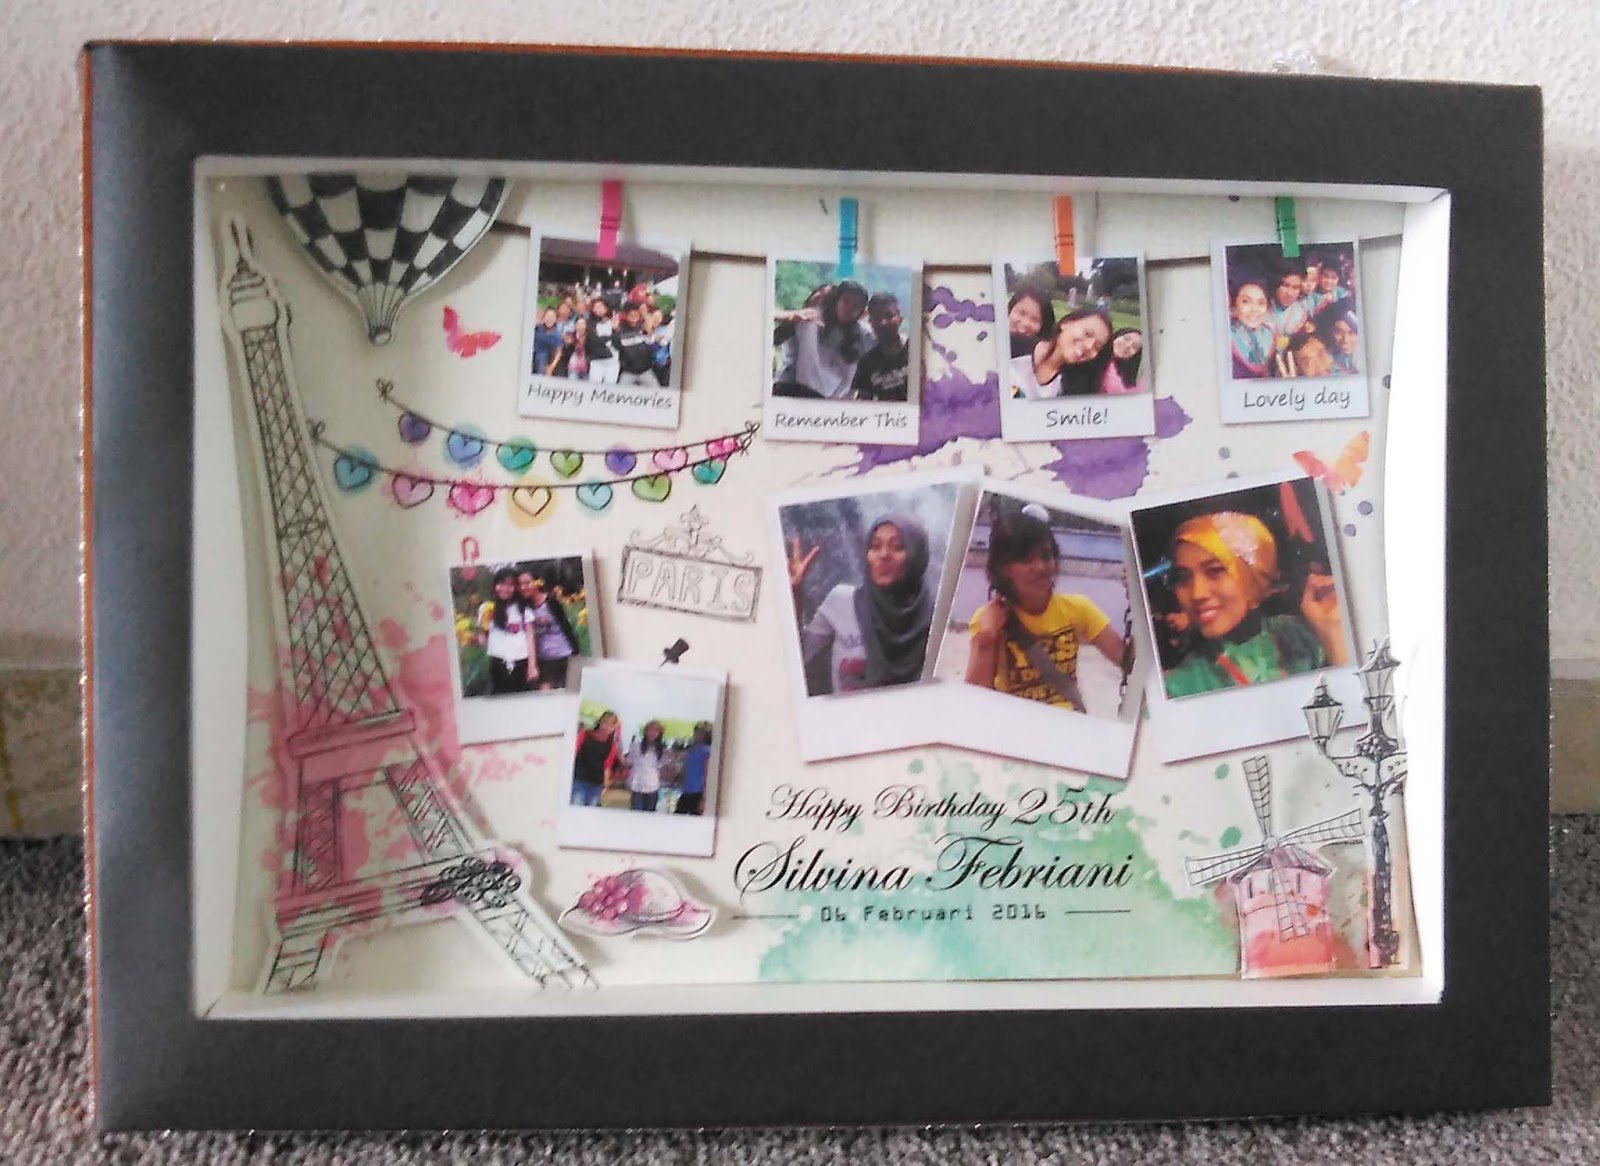 Happy Memories
Remember This
Smile!
Lovely day
PARIS
Happy Birthday 25th
Silvina Febriani
06 Februari 2016